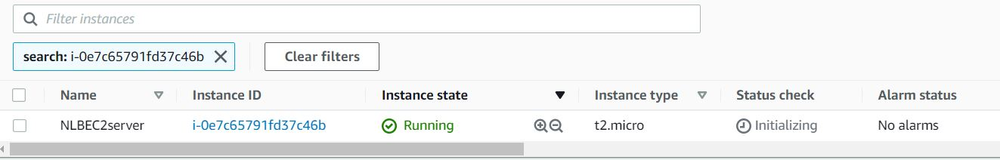 Filter instances
search: i-0e7c65791fd37c46b Clear filters
Name Instance ID Instance state Instance type Status check Alarm status
NLBEC2server i-0e7c65791fd37c46b Running t2.micro Initializing No alarms